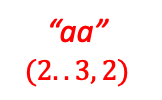 “aa”
(2. . 3, 2)